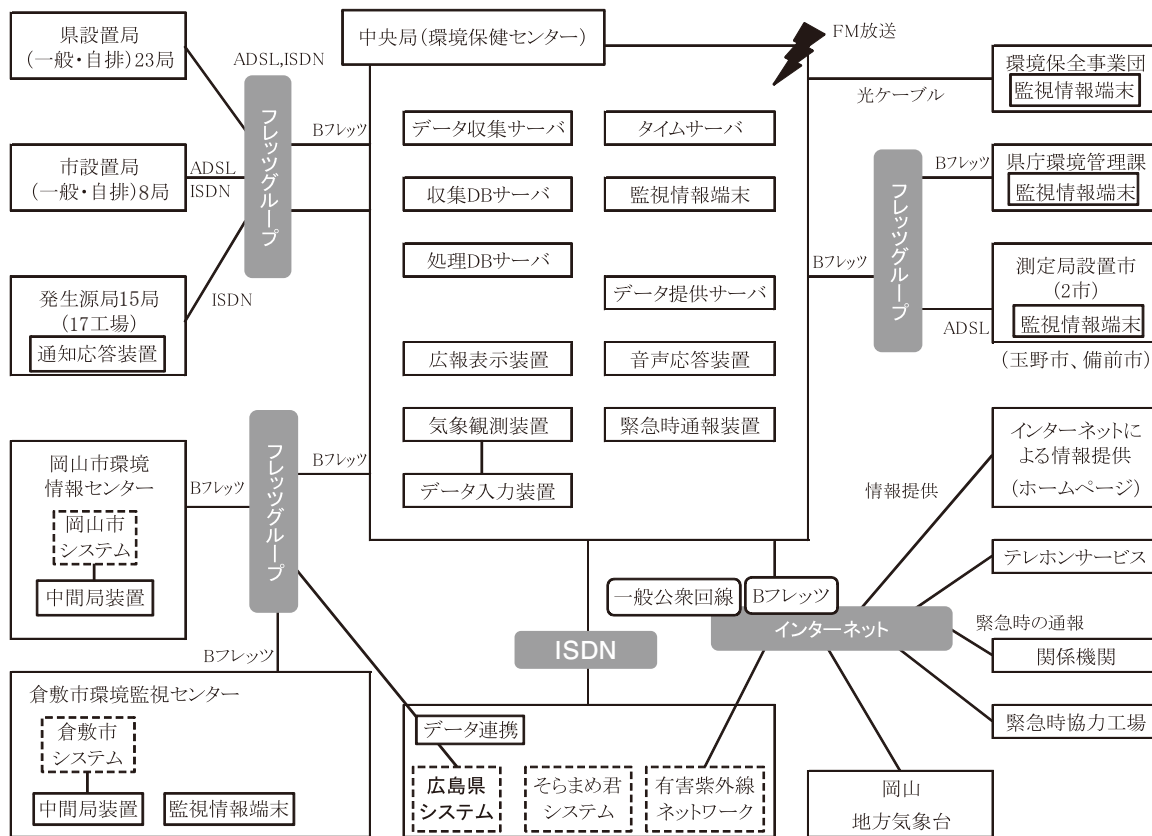 県設置局
(一般・自排)23局
市設置局
(一般・自排)8局
発生源局15局
(17工場)
通知応答装置
ADSL,ISDN
ADSL
ISDN
ISDN
フレッツグループ
Bフレッツ
中央局(環境保健センター)
データ収集サーバ
タイムサーバ
収集DBサーバ
監視情報端末
処理DBサーバ
データ提供サーバ
広報表示装置
音声応答装置
気象観測装置
緊急時通報装置
データ入力装置
FM放送
光ケーブル
環境保全事業団
監視情報端末
Bフレッツ
フレッツグループ
Bフレッツ
県庁環境管理課
監視情報端末
ADSL
測定局設置市
(2市)
監視情報端末
(玉野市、備前市)
岡山市環境
情報センター
岡山市
システム
中間局装置
Bフレッツ
フレッツグループ
Bフレッツ
Bフレッツ
倉敷市環境監視センター
倉敷市
システム
中間局装置
監視情報端末
ISDN
データ連携
広島県
システム
そらまめ君
システム
有害紫外線
ネットワーク
一般公衆回線
Bフレッツ
インターネット
情報提供
インターネットに
よる情報提供
(ホームページ)
テレホンサービス
緊急時の通報
関係機関
緊急時協力工場
岡山
地方気象台